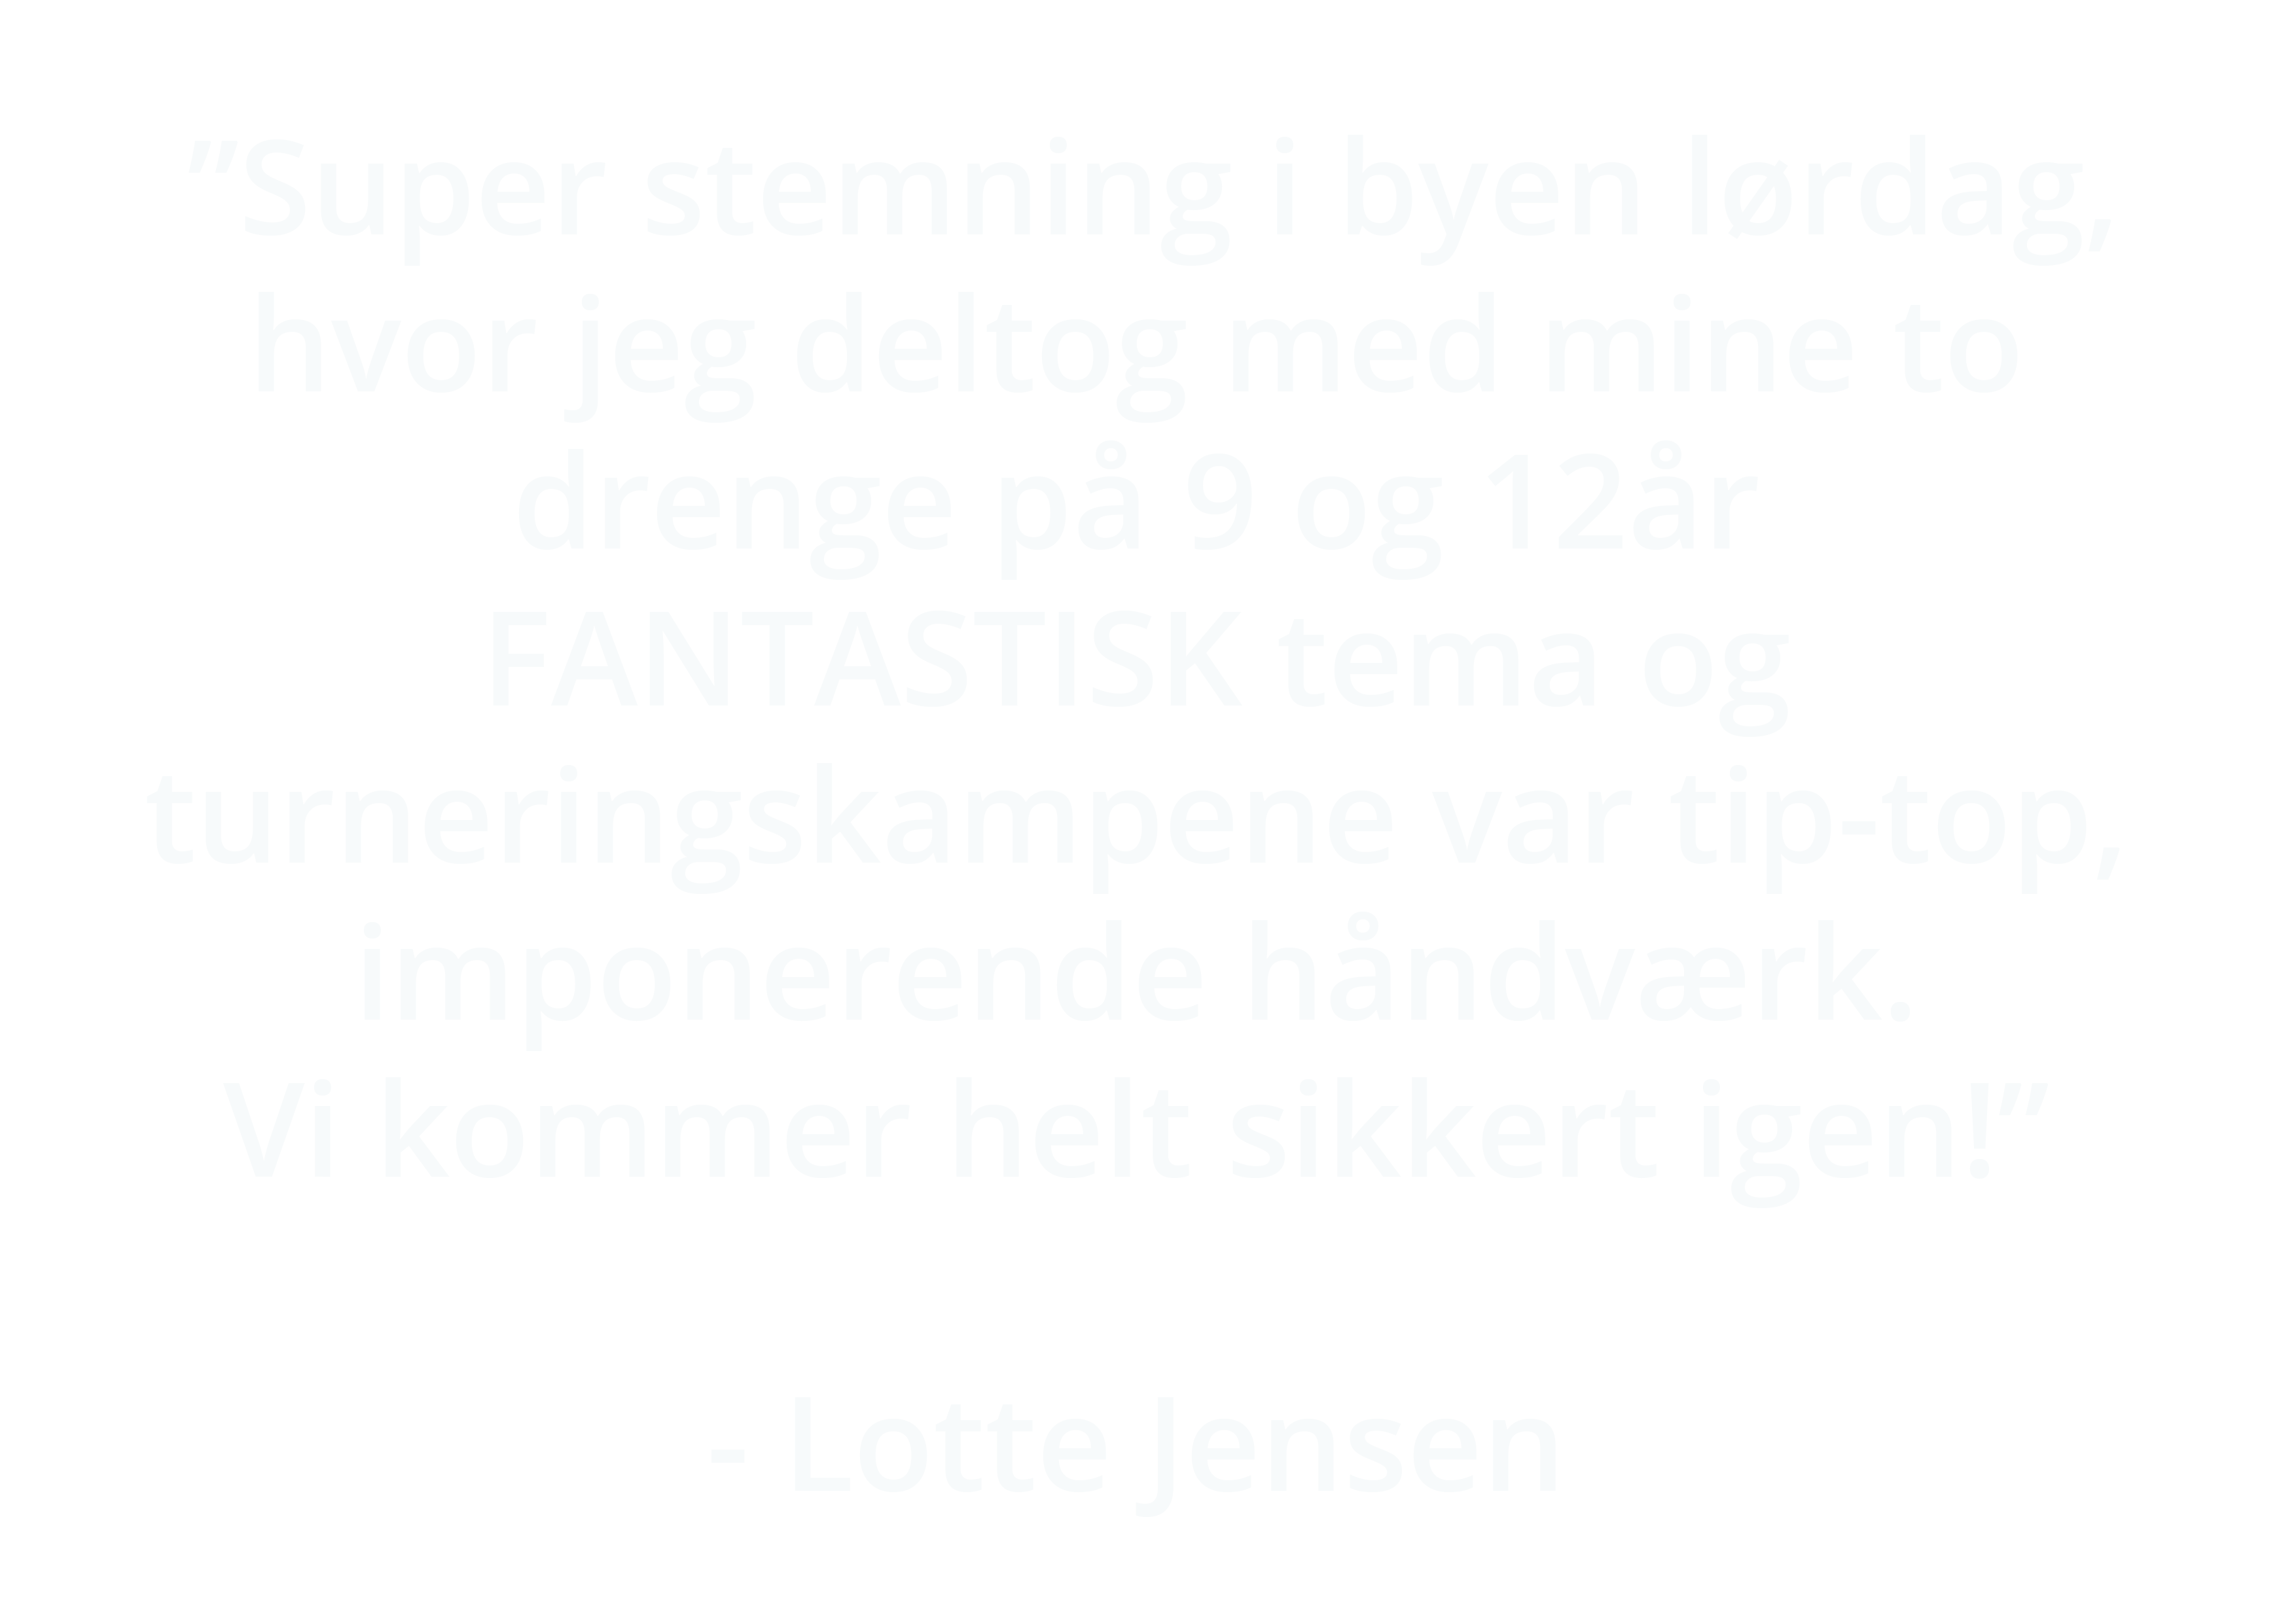 ”Super stemning i byen lørdag,
hvor jeg deltog med mine to
drenge på 9 og 12år
FANTASTISK tema og
turneringskampene var tip-top,
imponerende håndværk.
Vi kommer helt sikkert igen!”
- Lotte Jensen